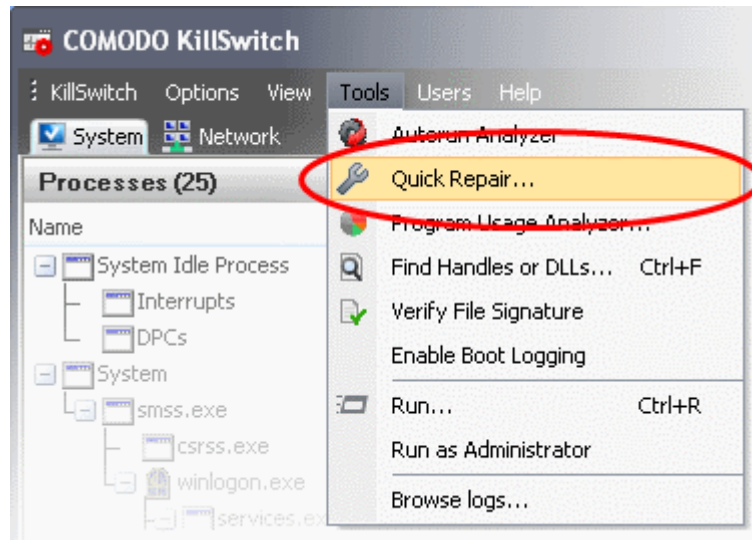 COMODO KillSwitch
KillSwitch Options View Tools Users Help
System Network
Processes (25)
Name
System Idle Process
Interrupts
DPCs
System
smss.exe
csrss.exe
winlogon.exe
Autorun Analyzer
Quick Repair...
Program Usage Analyzer...
Find Handles or DLLs... Ctrl+F
Verify File Signature
Enable Boot Logging
Run... Ctrl+R
Run as Administrator
Browse logs...